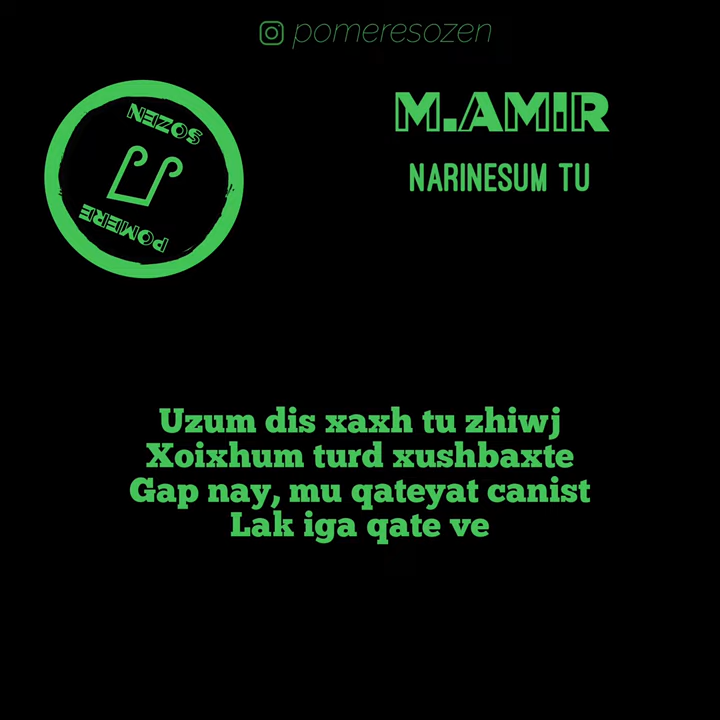 pomeresozen
M.AMIR
NARINESUM TU
SOZEN
POMERE
Uzum dis xaxh tu zhiwj
Xoixhum turd xushbaxte
Gap nay, mu qateyat canist
Lak iga qate ve